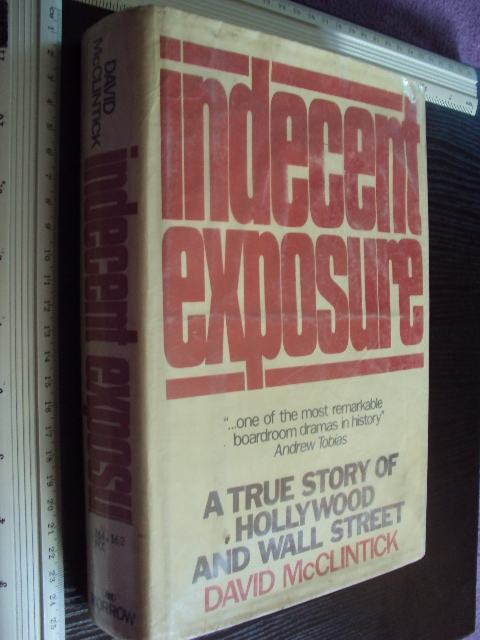 indecent
exposure
"...one of the most remarkable
boardroom dramas in history"
Andrew Tobias
A TRUE STORY OF
HOLLYWOOD
AND WALL STREET
DAVID McCLINTICK
DAVID
McCLINTICK
indecent exposu
MORROW